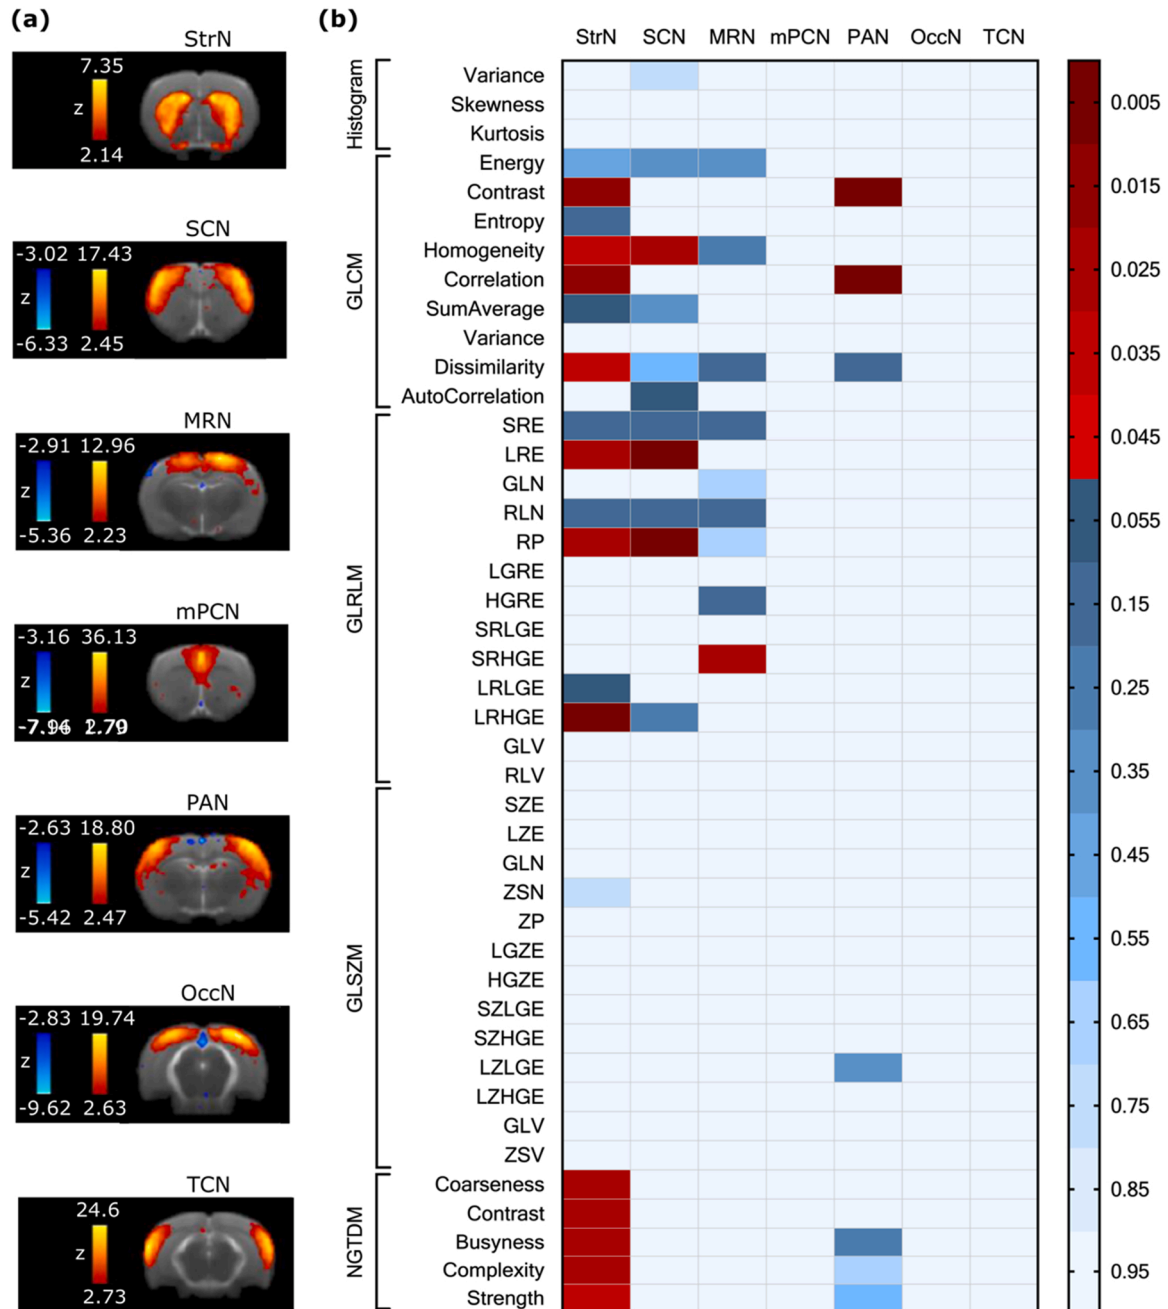 (a)
StrN
7.35
z
2.14
SCN
-3.02 17.43
z
-6.33 2.45
MRN
-2.91 12.96
z
-5.36 2.23
mPCN
-3.16 36.13
z
PAN
-2.63 18.80
z
-5.42 2.47
OccN
-2.83 19.74
z
-9.62 2.63
TCN
24.6
z
2.73
(b)
StrN SCN MRN mPCN PAN OccN TCN
Histogram
Variance
Skewness
Kurtosis
GLCM
Energy
Contrast
Entropy
Homogeneity
Correlation
SumAverage
Variance
Dissimilarity
AutoCorrelation
GLRLM
SRE
LRE
GLN
RLN
RP
LGRE
HGRE
SRLGE
SRHGE
LRLGE
LRHGE
GLV
RLV
GLSZM
SZE
LZE
GLN
ZSN
ZP
LGZE
HGZE
SZLGE
SZHGE
LZLGE
LZHGE
GLV
ZSV
NGTDM
Coarseness
Contrast
Busyness
Complexity
Strength
0.005
0.015
0.025
0.035
0.045
0.055
0.15
0.25
0.35
0.45
0.55
0.65
0.75
0.85
0.95